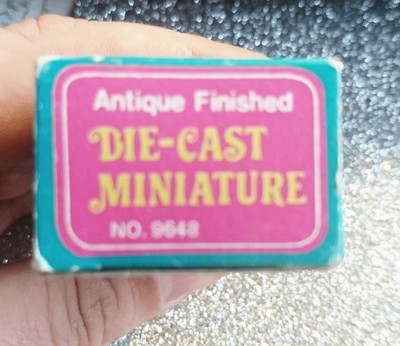 Antique Finished
DIE-CAST
MINIATURE
NO. 9648